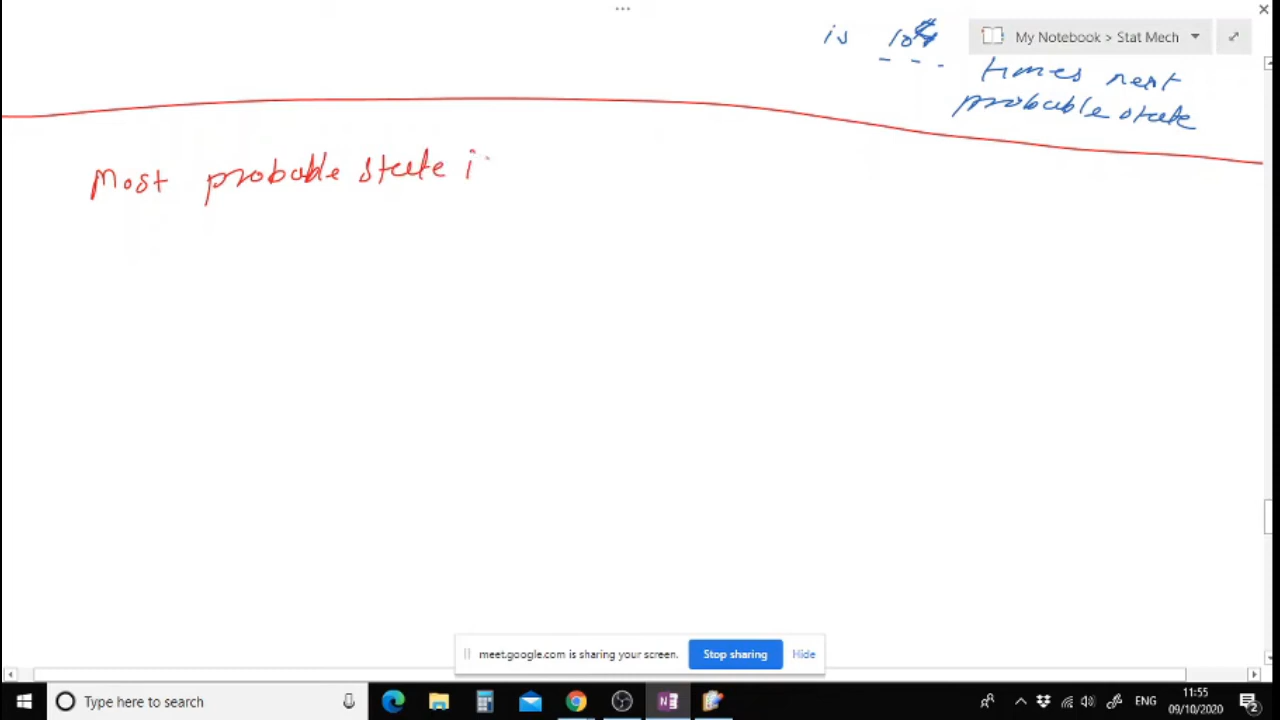 is 10
My Notebook > Stat Mech
times next
probable state
Most probable state i
meet.google.com is sharing your screen.
Stop sharing
Hide
Type here to search
ENG
11:55
09/10/2020
2